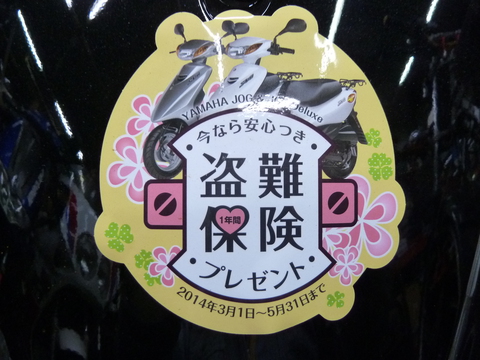 YAMAHA JOG & JOG Deluxe
今なら安心つき
盗難
保険
1年間
プレゼント
2014年3月1日～5月31日まで